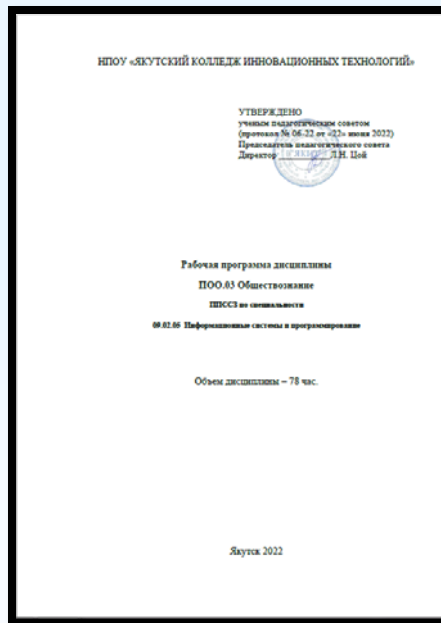 НПОУ «ЯКУТСКИЙ КОЛЛЕДЖ ИННОВАЦИОННЫХ ТЕХНОЛОГИЙ»
УТВЕРЖДЕНО
ученым педагогическим советом
(протокол № 06-22 от «22» июня 2022)
Председатель педагогического совета
Директор ____________ Л.Н. Цой
Рабочая программа дисциплины
ПОО.03 Обществознание
ППССЗ по специальности
09.02.05 Информационные системы и программирование
Объем дисциплины – 78 час.
Якутск 2022